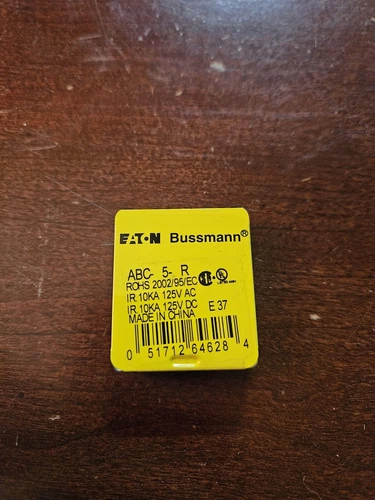 EATON Bussmann®
ABC- 5- R
ROHS 2002/95/EC
IR 10KA 125V AC
IR 10KA 125V DC E 37
MADE IN CHINA
0 51712 64628 4